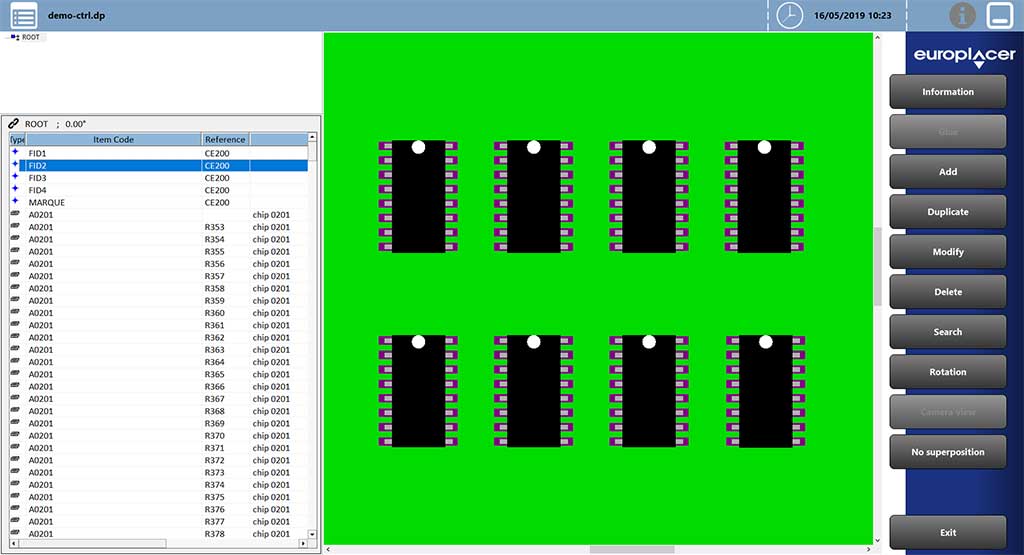 demo-ctrl.dp
16/05/2019 10:23
ROOT
ROOT ; 0.00°
Type Item Code Reference
FID1 CE200
FID2 CE200
FID3 CE200
FID4 CE200
MARQUE CE200
A0201 chip 0201
A0201 R353 chip 0201
A0201 R354 chip 0201
A0201 R355 chip 0201
A0201 R356 chip 0201
A0201 R357 chip 0201
A0201 R358 chip 0201
A0201 R359 chip 0201
A0201 R360 chip 0201
A0201 R361 chip 0201
A0201 R362 chip 0201
A0201 R363 chip 0201
A0201 R364 chip 0201
A0201 R365 chip 0201
A0201 R366 chip 0201
A0201 R367 chip 0201
A0201 R368 chip 0201
A0201 R369 chip 0201
A0201 R370 chip 0201
A0201 R371 chip 0201
A0201 R372 chip 0201
A0201 R373 chip 0201
A0201 R374 chip 0201
A0201 R375 chip 0201
A0201 R376 chip 0201
A0201 R377 chip 0201
A0201 R378 chip 0201
europlacer
Information
Glue
Add
Duplicate
Modify
Delete
Search
Rotation
Camera View
No superposition
Exit